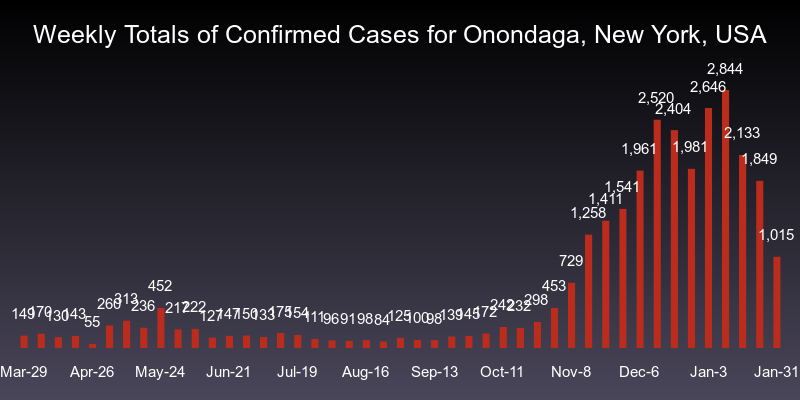 Weekly Totals of Confirmed Cases for Onondaga, New York, USA
149 170 130 143 55 260 313 236 452 217 222 127 147 150 133 175 154 111 96 91 98 84 125 100 98 139 145 172 242 232 298 453 729 1,258 1,411 1,541 1,961 2,520 2,404 1,981 2,646 2,844 2,133 1,849 1,015
Mar-29 Apr-26 May-24 Jun-21 Jul-19 Aug-16 Sep-13 Oct-11 Nov-8 Dec-6 Jan-3 Jan-31